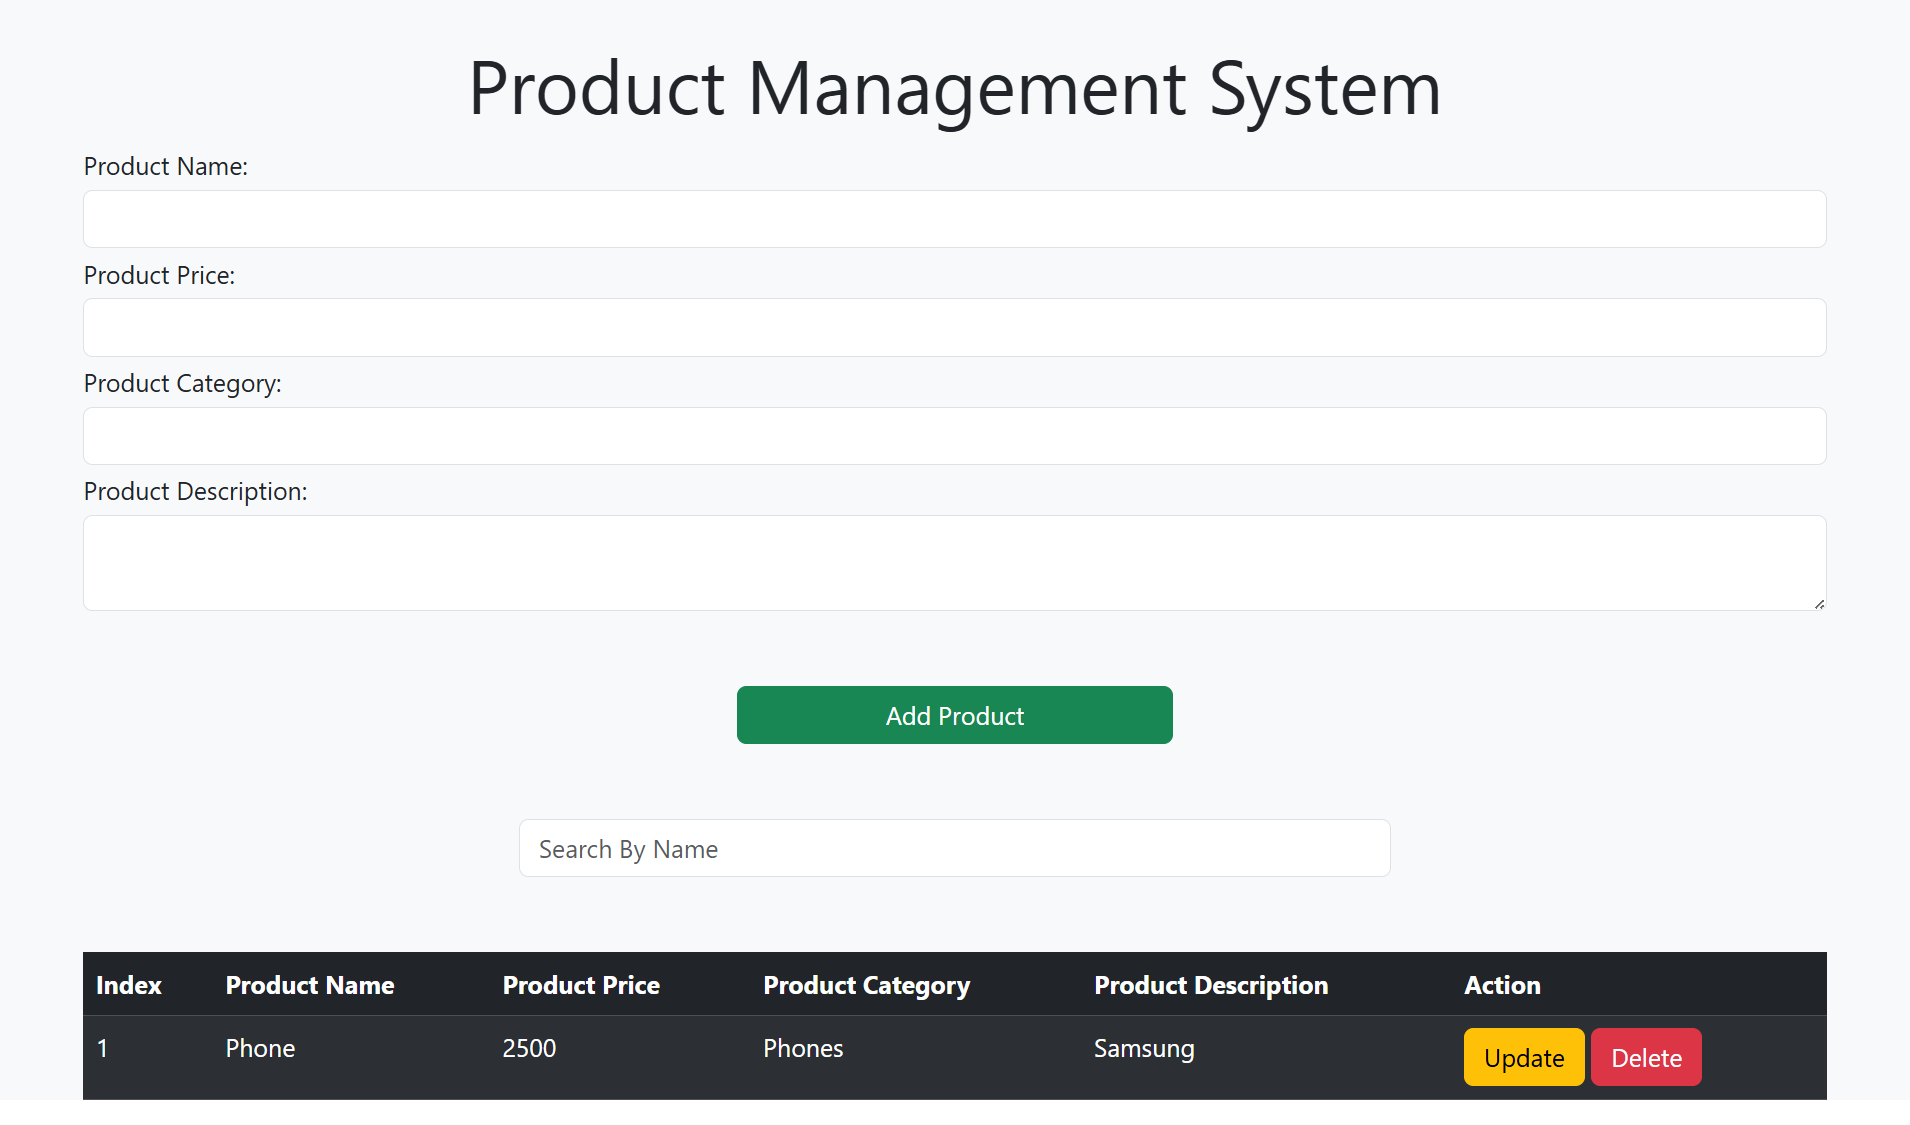 Product Management System
Product Name:
Product Price:
Product Category:
Product Description:
Add Product
Search By Name
Index Product Name Product Price Product Category Product Description Action
1 Phone 2500 Phones Samsung Update Delete